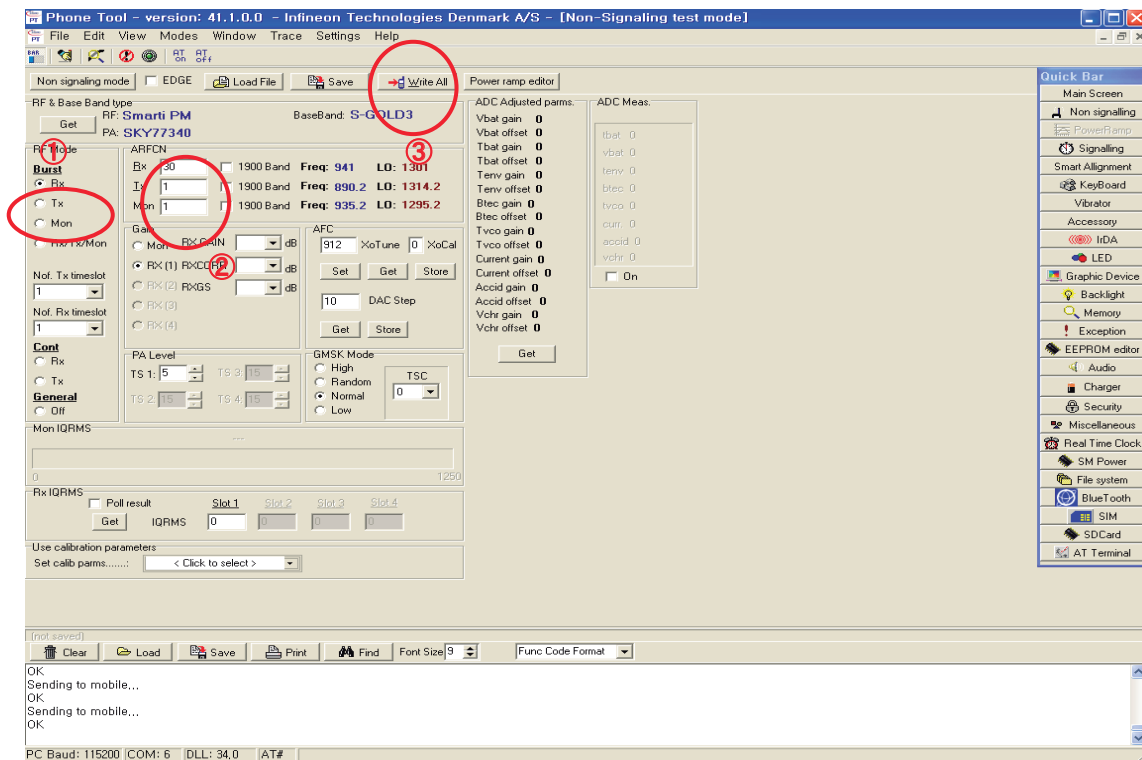 Phone Tool - version: 41.1.0.0 - Infineon Technologies Denmark A/S - [Non-Signaling test mode]
File Edit View Modes Window Trace Settings Help
BAR PT AT on AT off
Non signaling mode EDGE Load File Save Write All Power ramp editor
RF & Base Band type
Get RF: Smarti PM BaseBand: S-GOLD3
PA: SKY77340
①
②
③
RF Mode
Burst
Rx
Tx
Mon
Rx/Tx/Mon
Nof. Tx timeslot
1
Nof. Rx timeslot
1
Cont
Rx
Tx
General
Off
ARFCN
Rx 30 1900 Band Freq: 941 LO: 1301
Tx 1 1900 Band Freq: 890.2 LO: 1314.2
Mon 1 1900 Band Freq: 935.2 LO: 1295.2
Gain
Mon RX GAIN dB
RX (1) RXCORR dB
RX (2) RXGS dB
RX (3)
RX (4)
AFC
912 XoTune 0 XoCal
Set Get Store
10 DAC Step
Get Store
PA Level
TS 1: 5 TS 3: 15
TS 2: 15 TS 4: 15
GMSK Mode
High
Random
Normal
Low
TSC
0
Mon IQRMS
---
0 1250
Rx IQRMS
Poll result Slot 1 Slot 2 Slot 3 Slot 4
Get IQRMS 0 0 0 0
Use calibration parameters
Set calib parms......: < Click to select >
ADC Adjusted parms.
Vbat gain 0
Vbat offset 0
Tbat gain 0
Tbat offset 0
Tenv gain 0
Tenv offset 0
Btec gain 0
Btec offset 0
Tvco gain 0
Tvco offset 0
Current gain 0
Current offset 0
Accid gain 0
Accid offset 0
Vchr gain 0
Vchr offset 0
Get
ADC Meas.
tbat 0
vbat 0
tenv 0
btec 0
tvco 0
curr. 0
accid 0
vchr 0
On
Quick Bar
Main Screen
Non signalling
PowerRamp
Signalling
Smart Allignment
KeyBoard
Vibrator
Accessory
IrDA
LED
Graphic Device
Backlight
Memory
Exception
EEPROM editor
Audio
Charger
Security
Miscellaneous
Real Time Clock
SM Power
File system
BlueTooth
SIM
SDCard
AT Terminal
(not saved)
Clear Load Save Print Find Font Size 9 Func Code Format
OK
Sending to mobile...
OK
Sending to mobile...
OK
PC Baud: 115200 COM: 6 DLL: 34.0 AT#